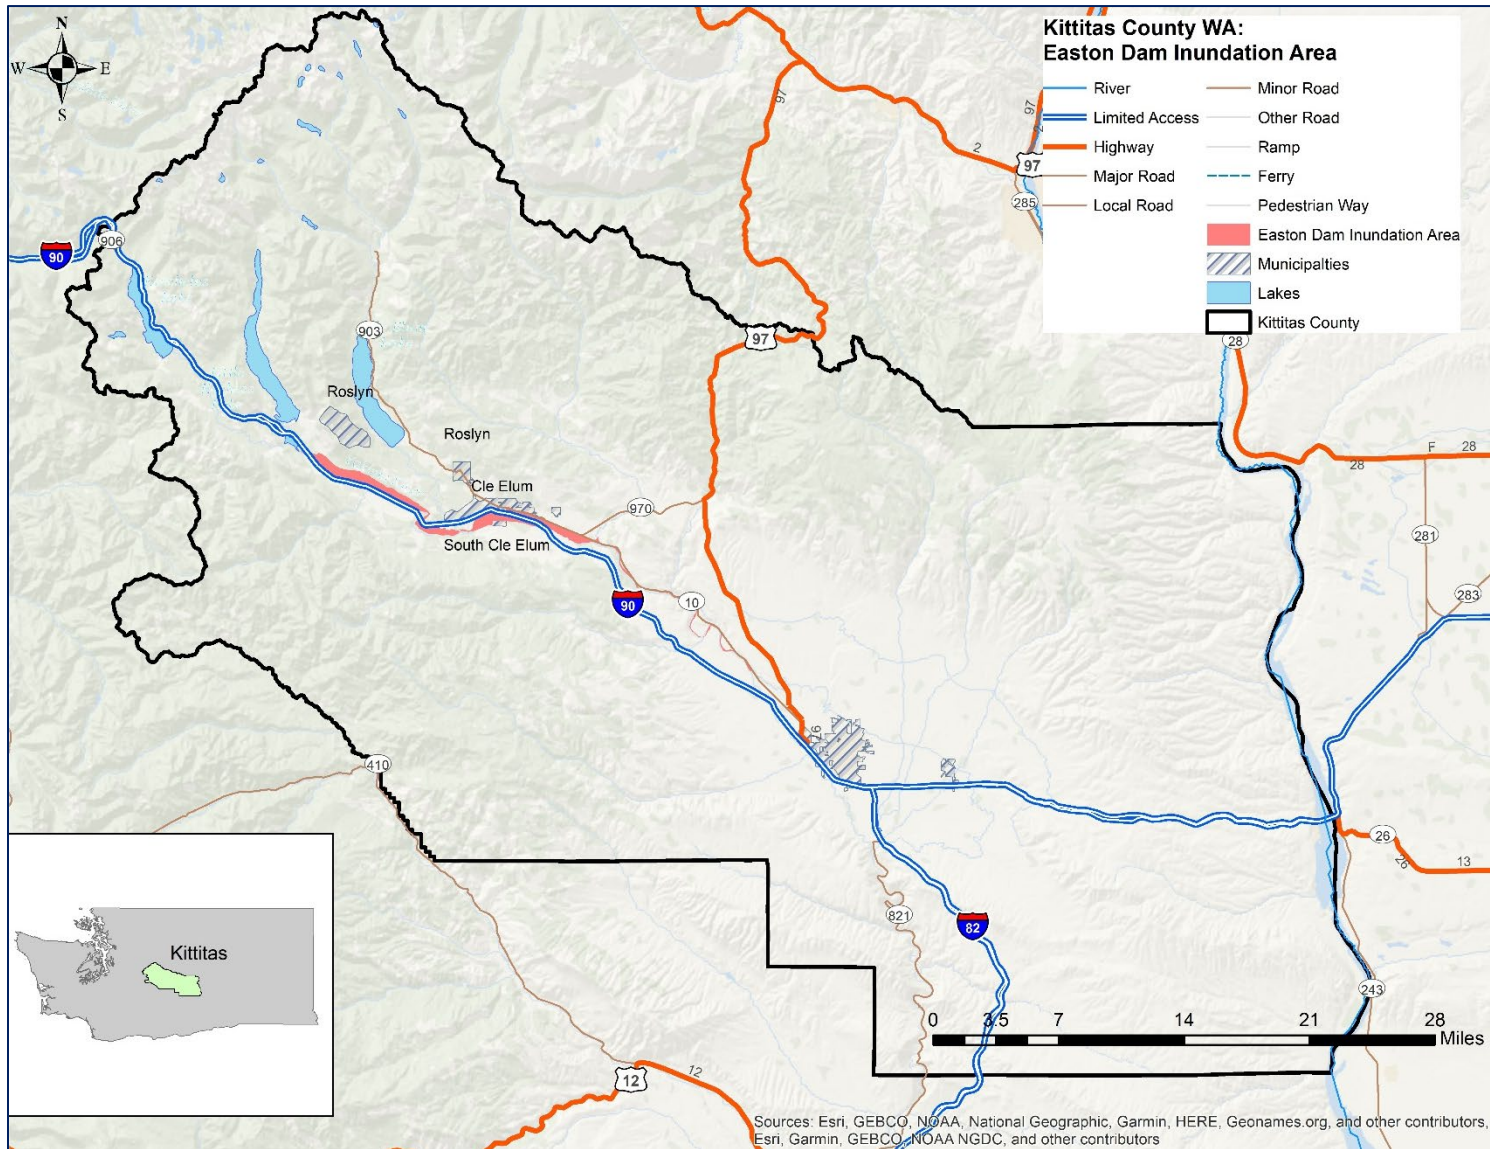 Kittitas County WA:
Easton Dam Inundation Area
River
Limited Access
Highway
Major Road
Local Road
Minor Road
Other Road
Ramp
Ferry
Pedestrian Way
Easton Dam Inundation Area
Municipalties
Lakes
Kittitas County
N
W E
S
97
2
97
97
285
906
90
903
97
28
Roslyn
Roslyn
Cle Elum
South Cle Elum
970
28
F
28
281
283
90
10
410
26
26
13
821
82
243
12
12
Kittitas
0 3.5 7 14 21 28
Miles
Sources: Esri, GEBCO, NOAA, National Geographic, Garmin, HERE, Geonames.org, and other contributors,
Esri, Garmin, GEBCO, NOAA NGDC, and other contributors